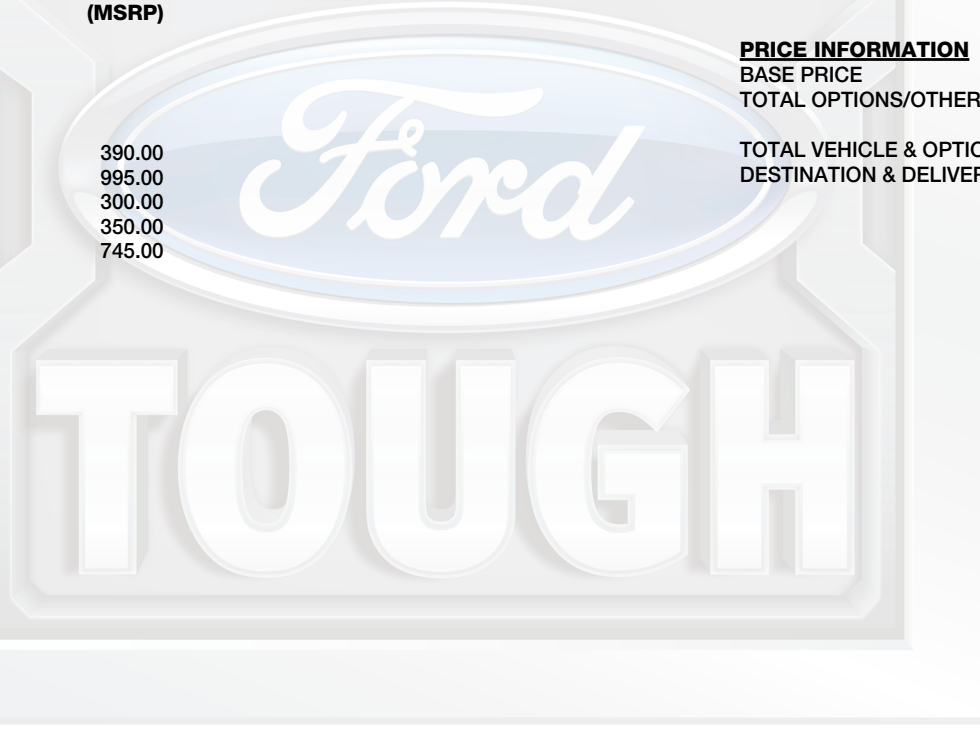 (MSRP)
390.00
995.00
300.00
350.00
745.00
PRICE INFORMATION
BASE PRICE
TOTAL OPTIONS/OTHER
TOTAL VEHICLE & OPTIO
DESTINATION & DELIVER
Ford
TOUGH